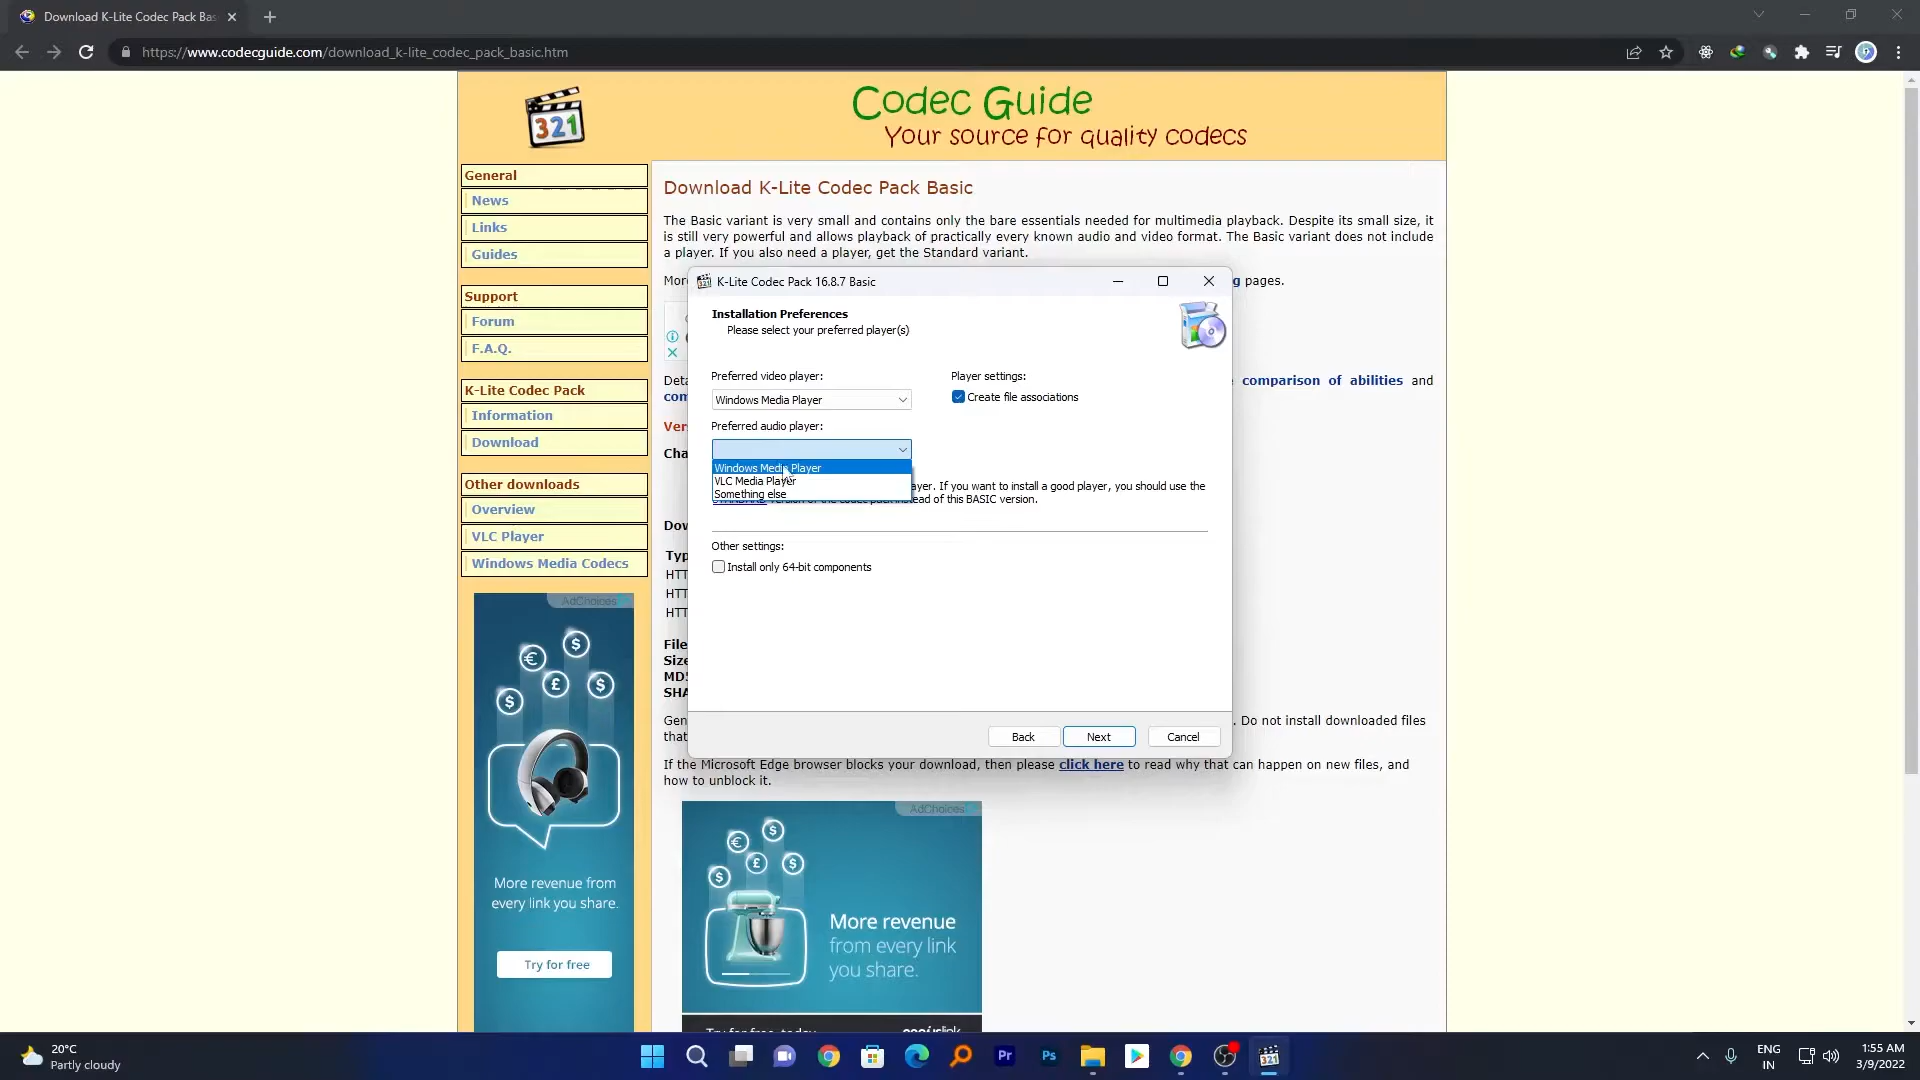 Download K-Lite Codec Pack Bas
https://www.codecguide.com/download_k-lite_codec_pack_basic.htm
321
Codec Guide
Your source for quality codecs
General
News
Links
Guides
Support
Forum
F.A.Q.
K-Lite Codec Pack
Information
Download
Other downloads
Overview
VLC Player
Windows Media Codecs
AdChoices
More revenue from
every link you share.
Try for free
Download K-Lite Codec Pack Basic
The Basic variant is very small and contains only the bare essentials needed for multimedia playback. Despite its small size, it
is still very powerful and allows playback of practically every known audio and video format. The Basic variant does not include
a player. If you also need a player, get the Standard variant.
Mor
g pages.
Deta
comparison of abilities and
com
Vers
Cha
Dow
Typ
HTT
HTT
HTT
File
Size
MD5
SHA
Gen
. Do not install downloaded files
that
If the Microsoft Edge browser blocks your download, then please click here to read why that can happen on new files, and
how to unblock it.
K-Lite Codec Pack 16.8.7 Basic
Installation Preferences
Please select your preferred player(s)
Preferred video player:
Windows Media Player
Player settings:
Create file associations
Preferred audio player:
Windows Media Player
VLC Media Player
Something else
ayer. If you want to install a good player, you should use the
version of the codec pack instead of this BASIC version.
Other settings:
Install only 64-bit components
Back
Next
Cancel
AdChoices
More revenue
from every link
you share.
20°C
Partly cloudy
Pr
Ps
321
ENG
IN
1:55 AM
3/9/2022